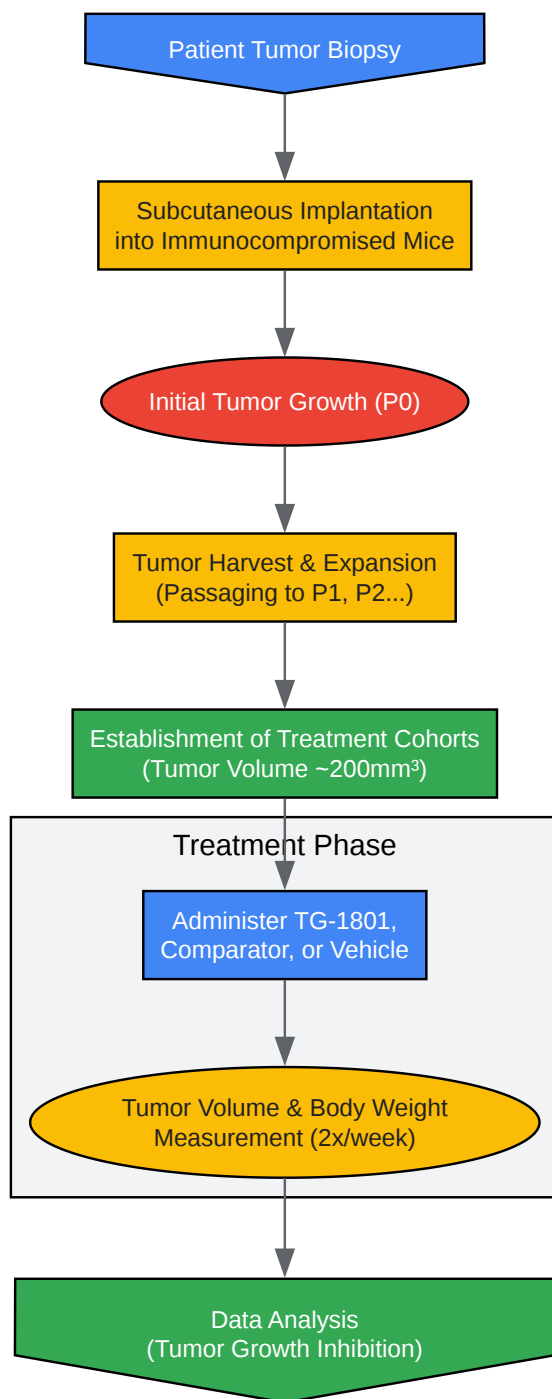 Patient Tumor Biopsy
Subcutaneous Implantation
into Immunocompromised Mice
Initial Tumor Growth (P0)
Tumor Harvest & Expansion
(Passaging to P1, P2...)
Establishment of Treatment Cohorts
(Tumor Volume ~200mm³)
Treatment Phase
Administer TG-1801,
Comparator, or Vehicle
Tumor Volume & Body Weight
Measurement (2x/week)
Data Analysis
(Tumor Growth Inhibition)